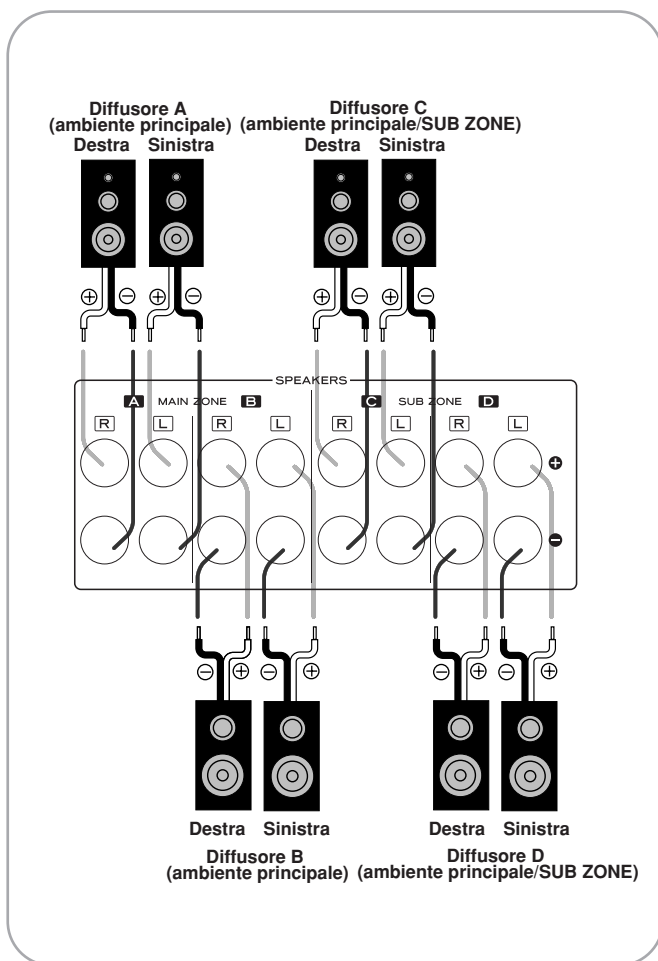 Diffusore A
(ambiente principale)
Destra Sinistra
Diffusore C
(ambiente principale/SUB ZONE)
Destra Sinistra
⊕ ⊖ ⊕ ⊖ ⊕ ⊖ ⊕ ⊖
SPEAKERS
A MAIN ZONE B C SUB ZONE D
R L R L R L R L
+
−
⊖ ⊕ ⊖ ⊕ ⊖ ⊕ ⊖ ⊕
Destra Sinistra
Diffusore B
(ambiente principale)
Destra Sinistra
Diffusore D
(ambiente principale/SUB ZONE)